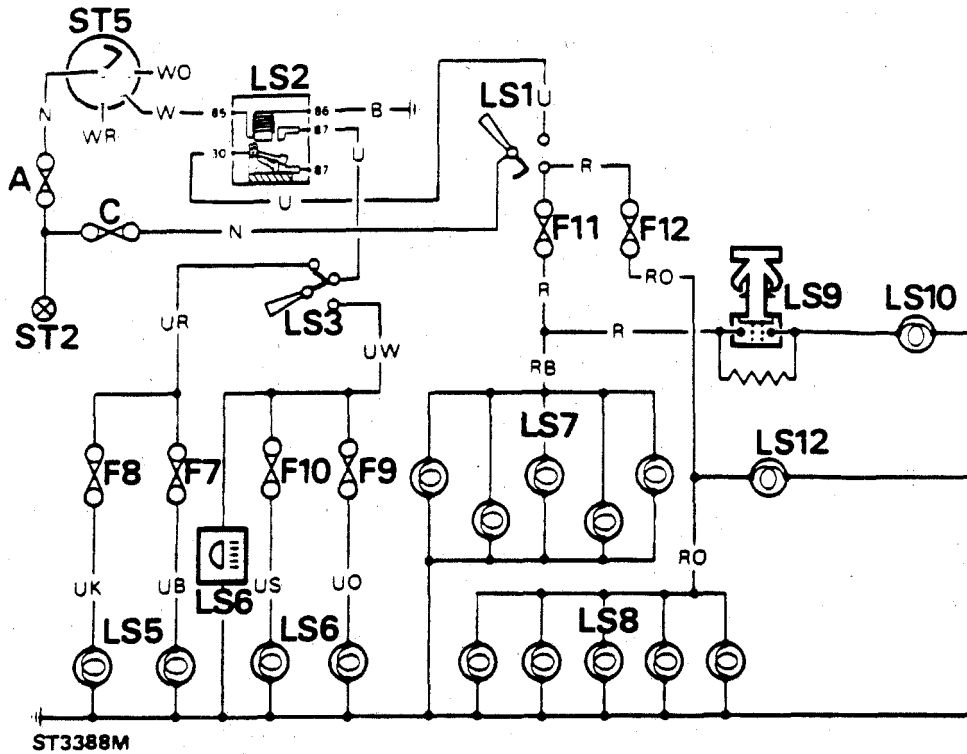 ST5
WO
LS2
U
LS1
N
W
85
86
B
87
WR
30
87
U
R
A
C
U
N
F11
F12
RO
LS9
LS10
UR
LS3
R
ST2
UW
R
RB
LS7
LS12
F8
F7
F10
F9
UK
UB
LS6
US
UO
RO
LS5
LS6
LS8
ST3388M